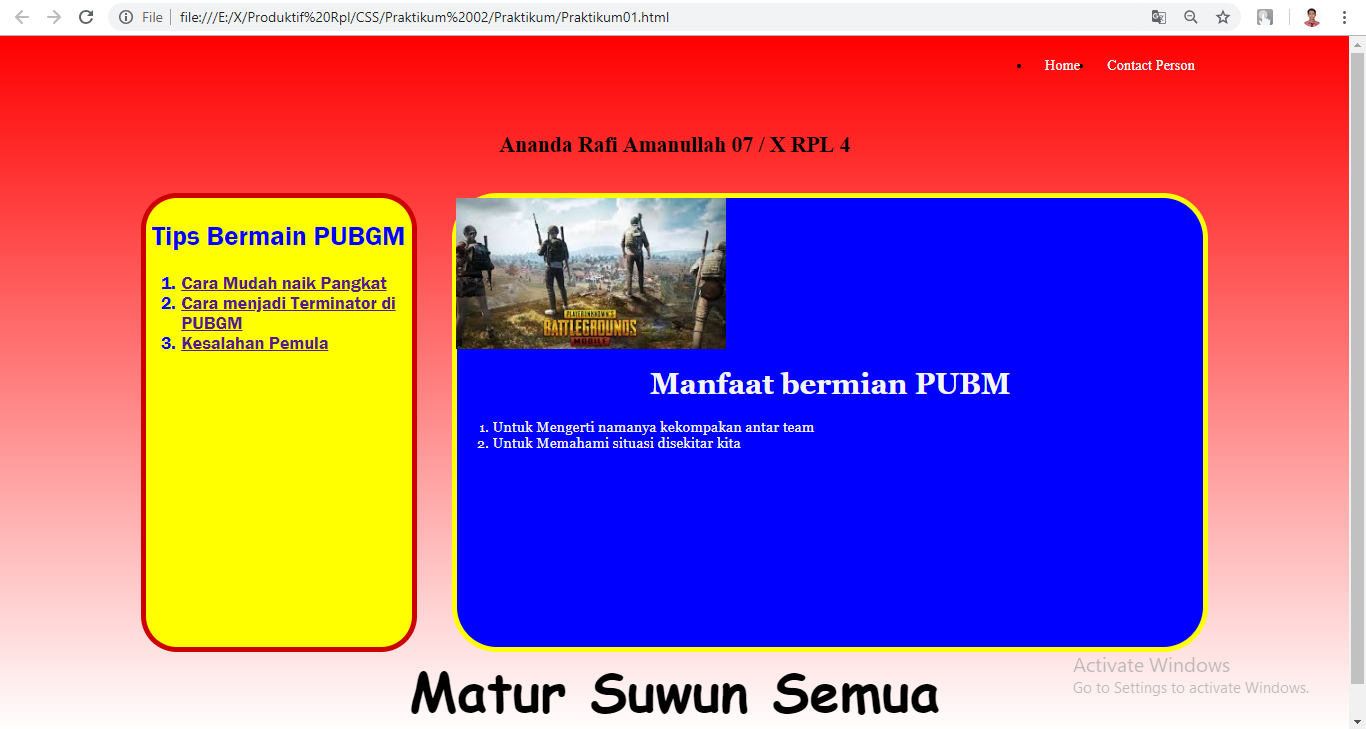 File
file:///E:/X/Produktif%20Rpl/CSS/Praktikum%2002/Praktikum/Praktikum01.html
Home
Contact Person
Ananda Rafi Amanullah 07 / X RPL 4
Tips Bermain PUBGM
1. Cara Mudah naik Pangkat
2. Cara menjadi Terminator di
PUBGM
3. Kesalahan Pemula
PLAYERUNKNOWN'S
BATTLEGROUNDS
MOBILE
Manfaat bermian PUBM
1. Untuk Mengerti namanya kekompakan antar team
2. Untuk Memahami situasi disekitar kita
Matur Suwun Semua
Activate Windows
Go to Settings to activate Windows.